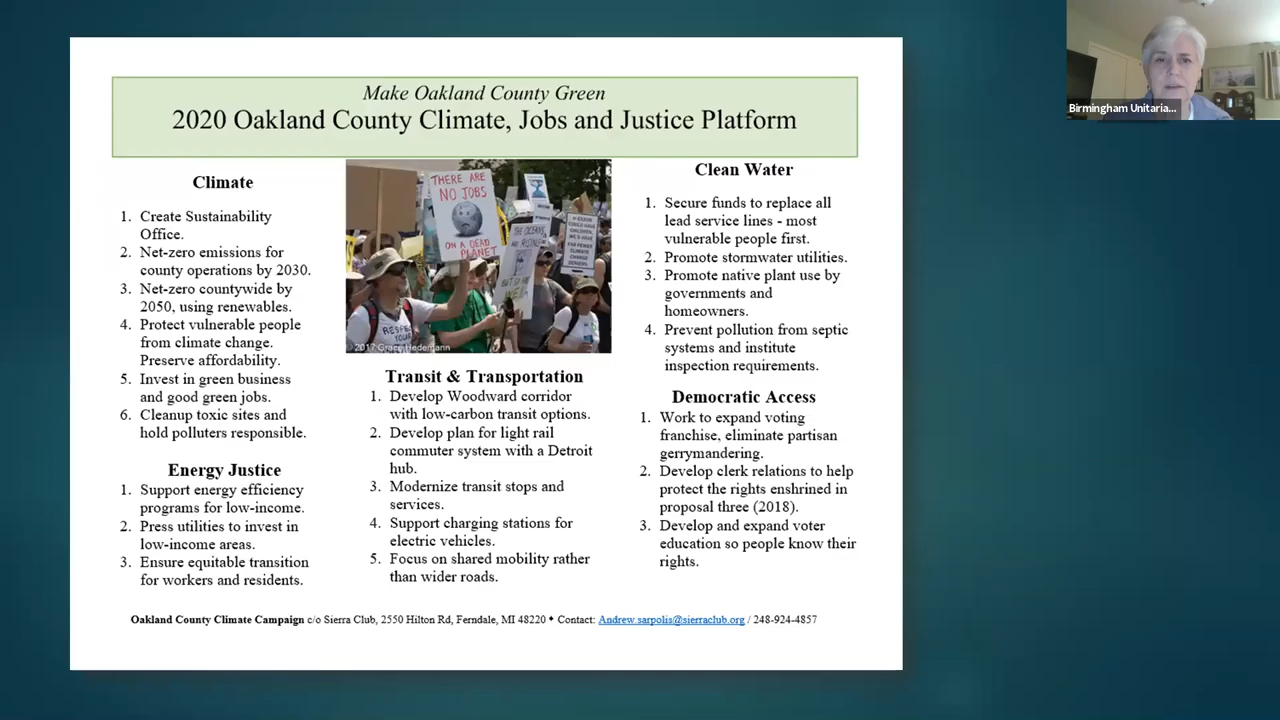 Make Oakland County Green
2020 Oakland County Climate, Jobs and Justice Platform
Climate
1. Create Sustainability
Office.
2. Net-zero emissions for
county operations by 2030.
3. Net-zero countywide by
2050, using renewables.
4. Protect vulnerable people
from climate change.
Preserve affordability.
5. Invest in green business
and good green jobs.
6. Cleanup toxic sites and
hold polluters responsible.
Energy Justice
1. Support energy efficiency
programs for low-income.
2. Press utilities to invest in
low-income areas.
3. Ensure equitable transition
for workers and residents.
THERE ARE
NO JOBS
ON A DEAD
PLANET
THE OCEANS
ARE RISING
BUT SO ARE
WE!
RESPECT
YOUR
© 2017 Grace Hedemann
Transit & Transportation
1. Develop Woodward corridor
with low-carbon transit options.
2. Develop plan for light rail
commuter system with a Detroit
hub.
3. Modernize transit stops and
services.
4. Support charging stations for
electric vehicles.
5. Focus on shared mobility rather
than wider roads.
Clean Water
1. Secure funds to replace all
lead service lines - most
vulnerable people first.
2. Promote stormwater utilities.
3. Promote native plant use by
governments and
homeowners.
4. Prevent pollution from septic
systems and institute
inspection requirements.
Democratic Access
1. Work to expand voting
franchise, eliminate partisan
gerrymandering.
2. Develop clerk relations to help
protect the rights enshrined in
proposal three (2018).
3. Develop and expand voter
education so people know their
rights.
Oakland County Climate Campaign c/o Sierra Club, 2550 Hilton Rd, Ferndale, MI 48220 ♦ Contact: Andrew.sarpolis@sierraclub.org / 248-924-4857
Birmingham Unitaria...